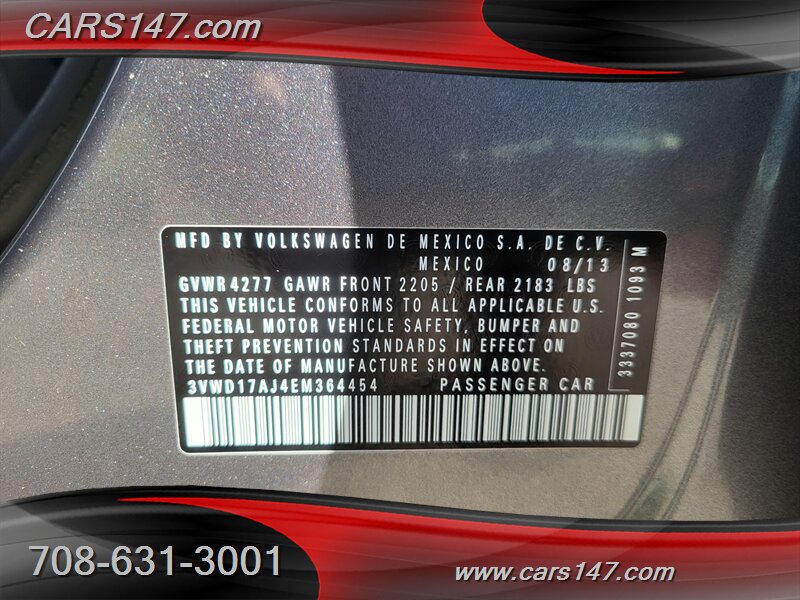 CARS147.com
MFD BY VOLKSWAGEN DE MEXICO S.A. DE C.V.
MEXICO 08/13
GVWR 4277 GAWR FRONT 2205 / REAR 2183 LBS
THIS VEHICLE CONFORMS TO ALL APPLICABLE U.S.
FEDERAL MOTOR VEHICLE SAFETY, BUMPER AND
THEFT PREVENTION STANDARDS IN EFFECT ON
THE DATE OF MANUFACTURE SHOWN ABOVE.
3VWD17AJ4EM364454 PASSENGER CAR
3337080 1093 M
708-631-3001
www.cars147.com